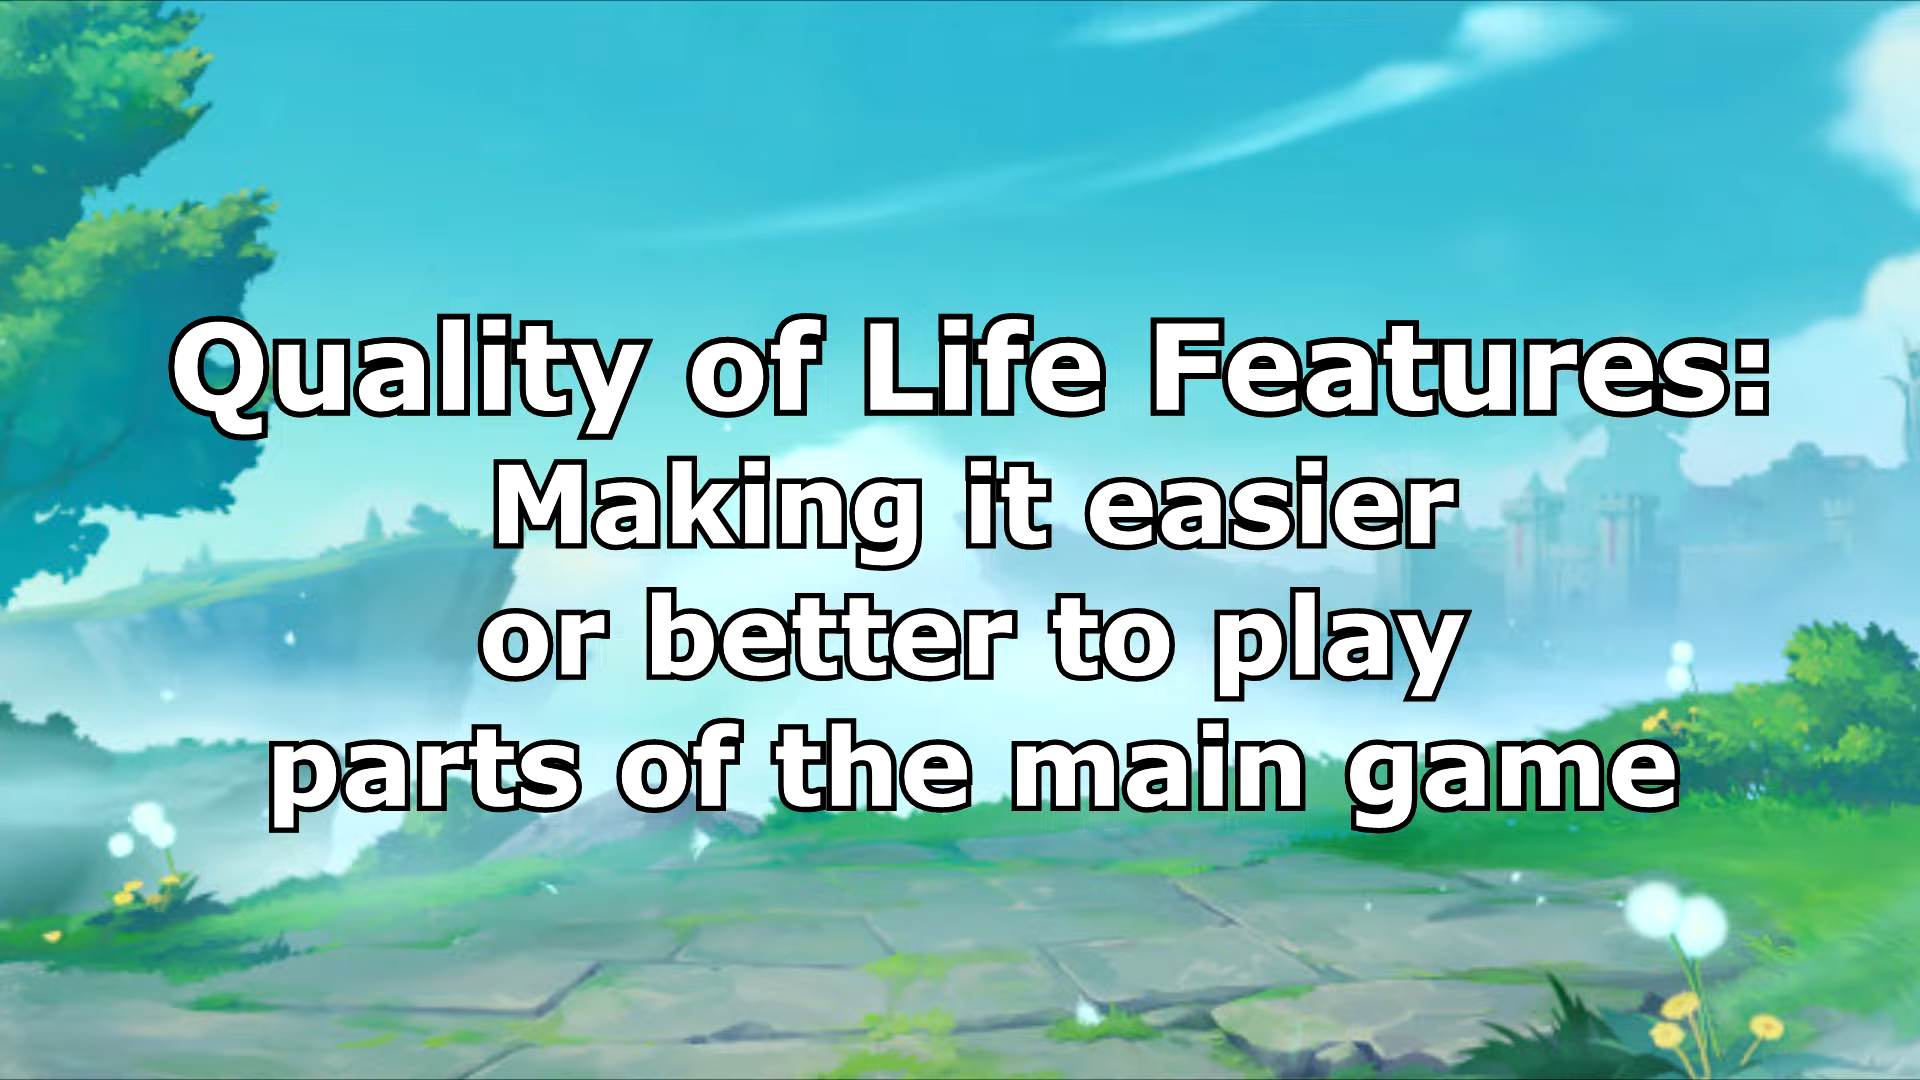 Quality of Life Features:
Making it easier
or better to play
parts of the main game